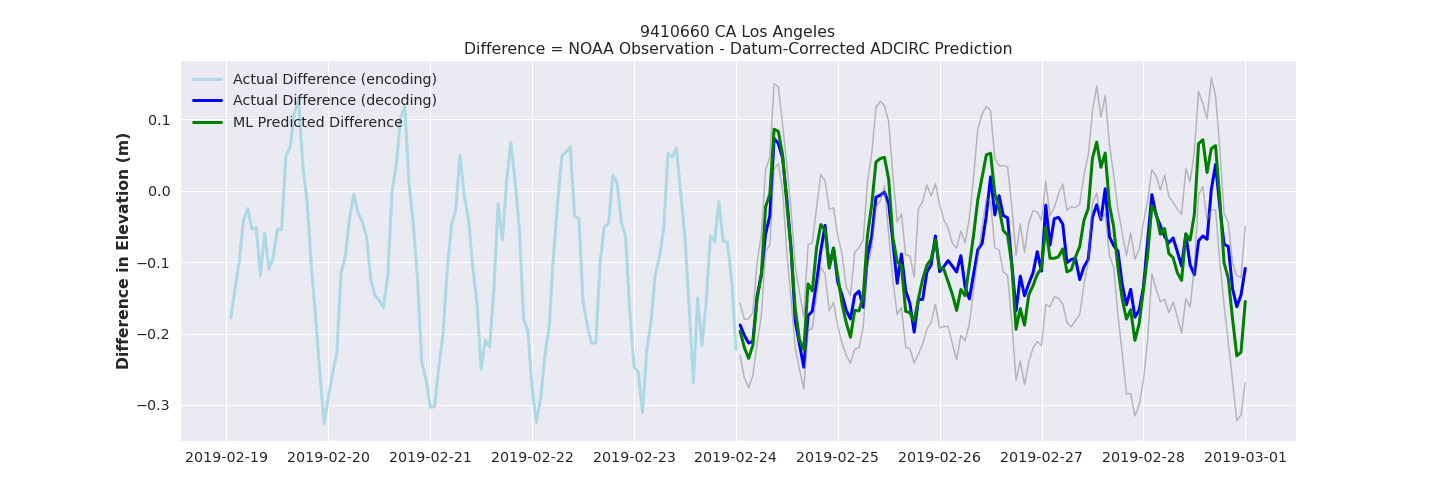 9410660 CA Los Angeles
Difference = NOAA Observation - Datum-Corrected ADCIRC Prediction
Actual Difference (encoding)
Actual Difference (decoding)
ML Predicted Difference
Difference in Elevation (m)
0.1
0.0
−0.1
−0.2
−0.3
2019-02-19 2019-02-20 2019-02-21 2019-02-22 2019-02-23 2019-02-24 2019-02-25 2019-02-26 2019-02-27 2019-02-28 2019-03-01